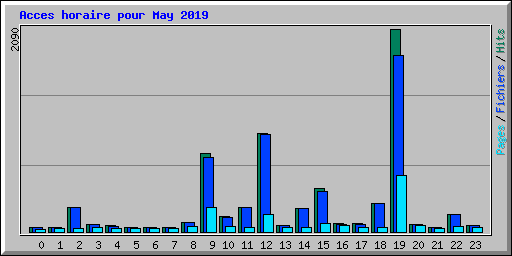 Acces horaire pour May 2019
2090
Pages / Fichiers / Hits
0 1 2 3 4 5 6 7 8 9 10 11 12 13 14 15 16 17 18 19 20 21 22 23